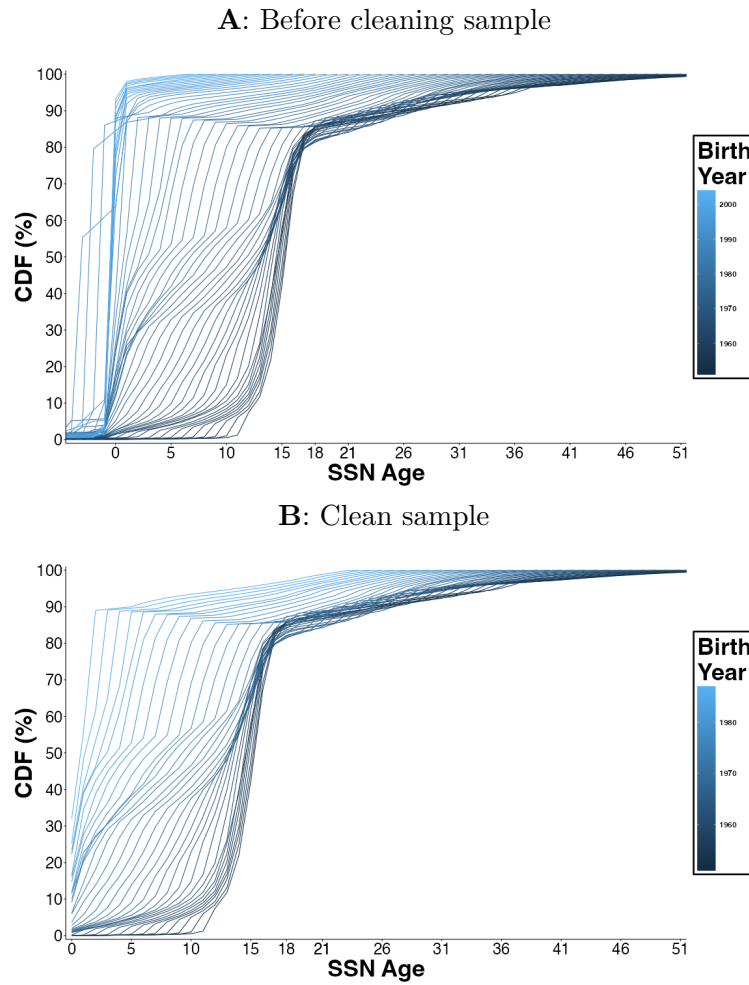 A: Before cleaning sample
100
90
80
70
60
50
40
30
20
10
0
CDF (%)
0 5 10 15 18 21 26 31 36 41 46 51
SSN Age
Birth
Year
2000
1990
1980
1970
1960
B: Clean sample
100
90
80
70
60
50
40
30
20
10
0
CDF (%)
0 5 10 15 18 21 26 31 36 41 46 51
SSN Age
Birth
Year
1980
1970
1960